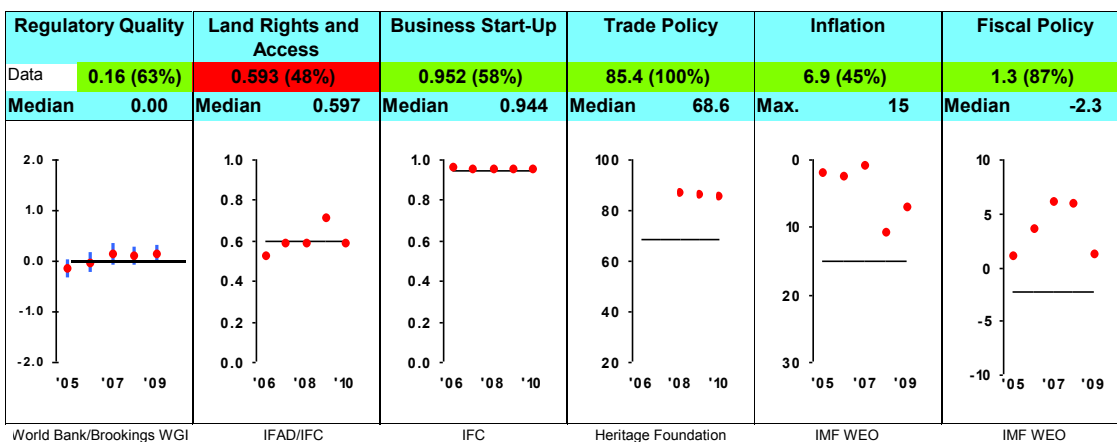 Regulatory Quality
Land Rights and Access
Business Start-Up
Trade Policy
Inflation
Fiscal Policy
Data 0.16 (63%) 0.593 (48%) 0.952 (58%) 85.4 (100%) 6.9 (45%) 1.3 (87%)
Median 0.00 Median 0.597 Median 0.944 Median 68.6 Max. 15 Median -2.3
2.0
1.0
0.0
-1.0
-2.0
'05 '07 '09
1.0
0.8
0.6
0.4
0.2
0.0
'06 '08 '10
1.0
0.8
0.6
0.4
0.2
0.0
'06 '08 '10
100
80
60
40
20
'06 '08 '10
0
10
20
30
'05 '07 '09
10
5
0
-5
-10
'05 '07 '09
World Bank/Brookings WGI IFAD/IFC IFC Heritage Foundation IMF WEO IMF WEO